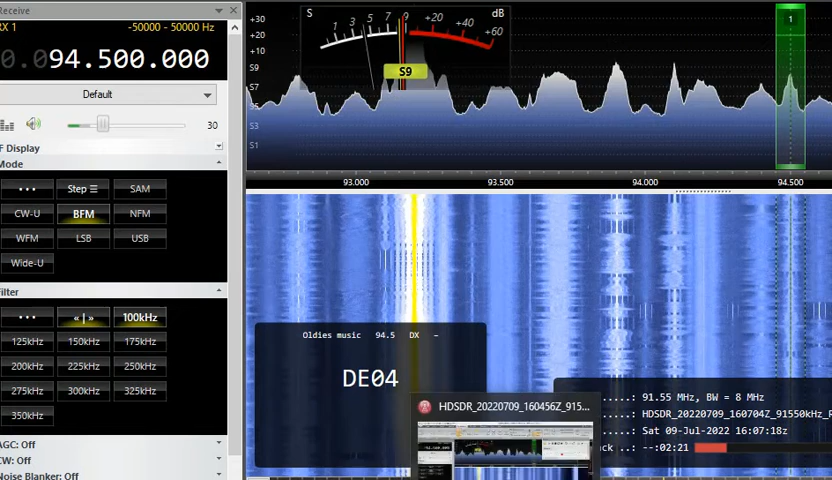 Receive
RX 1
-50000 - 50000 Hz
0.094.500.000
Default
30
F Display
Mode
•••
Step ☰
SAM
CW-U
BFM
NFM
WFM
LSB
USB
Wide-U
ilter
•••
« | »
100kHz
125kHz
150kHz
175kHz
200kHz
225kHz
250kHz
275kHz
300kHz
325kHz
350kHz
AGC: Off
CW: Off
Noise Blanker: Off
+30
+20
+10
S9
S7
S5
S3
S1
S 1 3 5 7 9 +20 +40 +60 dB
S9
1
93.000
93.500
94.000
94.500
Oldies music 94.5 DX –
DE04
HDSDR_20220709_160456Z_915...
.....: 91.55 MHz, BW = 8 MHz
.....: HDSDR_20220709_160704Z_91550kHz_R
.....: Sat 09-Jul-2022 16:07:18z
ack ..: --:02:21